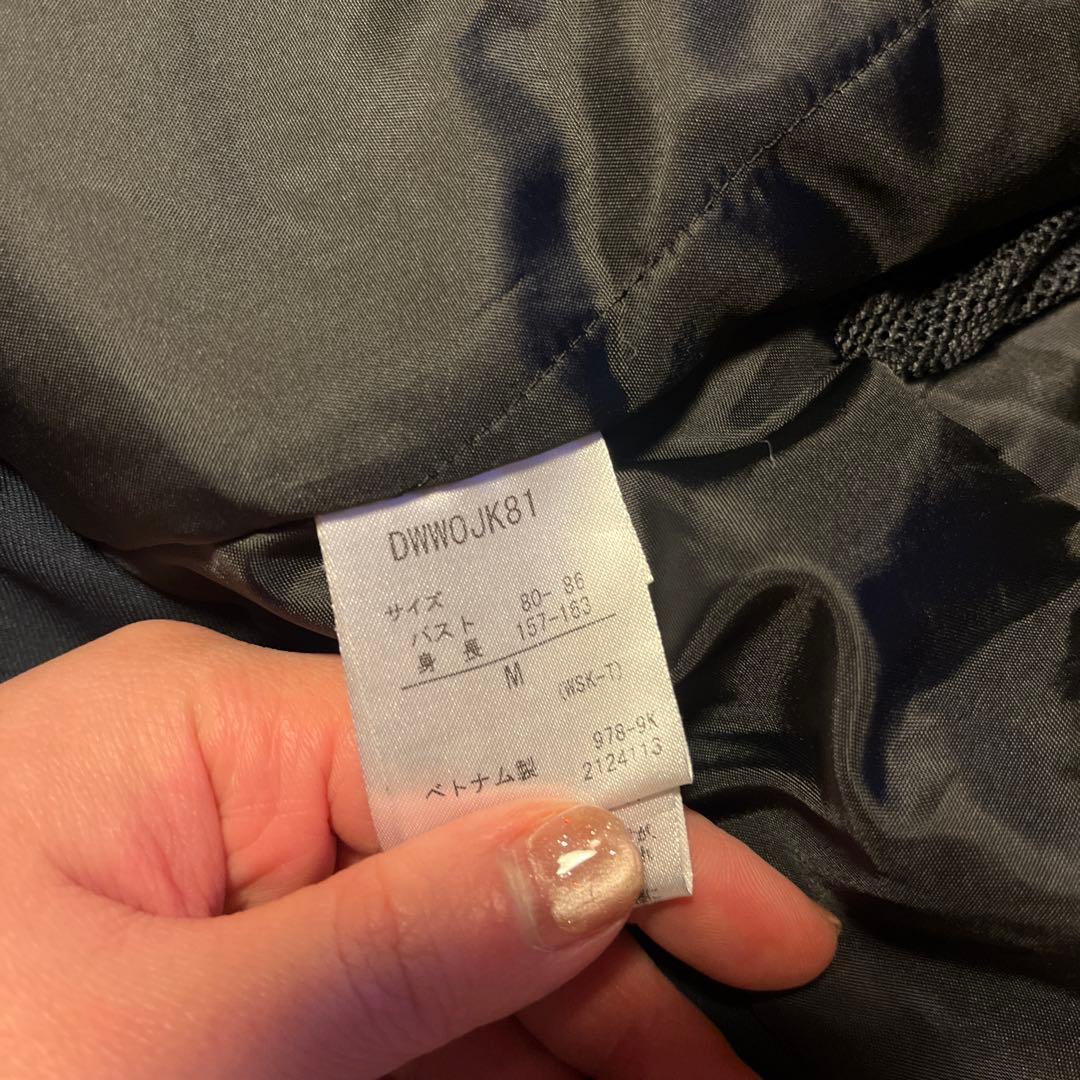 DWWOJK81
サイズ
バスト 80- 86
身 長 157-163
M
(WSK-T)
978-9K
ベトナム製 2124113